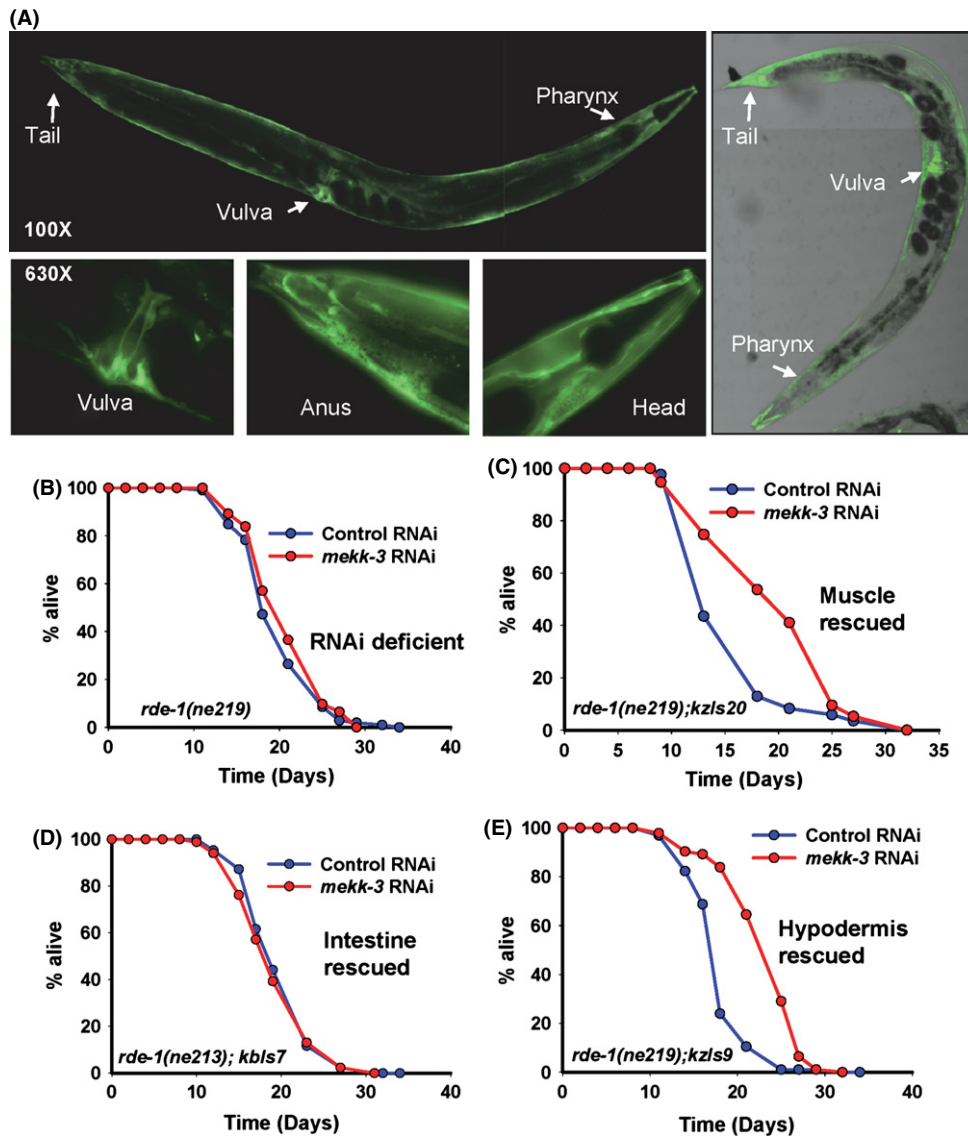 (A)
Tail
Vulva
Pharynx
100X
630X
Vulva
Anus
Head
Tail
Vulva
Pharynx
(B)
100
80
60
40
20
0
% alive
Control RNAi
mekk-3 RNAi
RNAi deficient
rde-1(ne219)
0 10 20 30 40
Time (Days)
(C)
100
80
60
40
20
0
% alive
Control RNAi
mekk-3 RNAi
Muscle
rescued
rde-1(ne219);kzIs20
0 5 10 15 20 25 30 35
Time (Days)
(D)
100
80
60
40
20
0
% alive
Control RNAi
mekk-3 RNAi
Intestine
rescued
rde-1(ne213); kbIs7
0 10 20 30 40
Time (Days)
(E)
100
80
60
40
20
0
% alive
Control RNAi
mekk-3 RNAi
Hypodermis
rescued
rde-1(ne219);kzIs9
0 10 20 30 40
Time (Days)